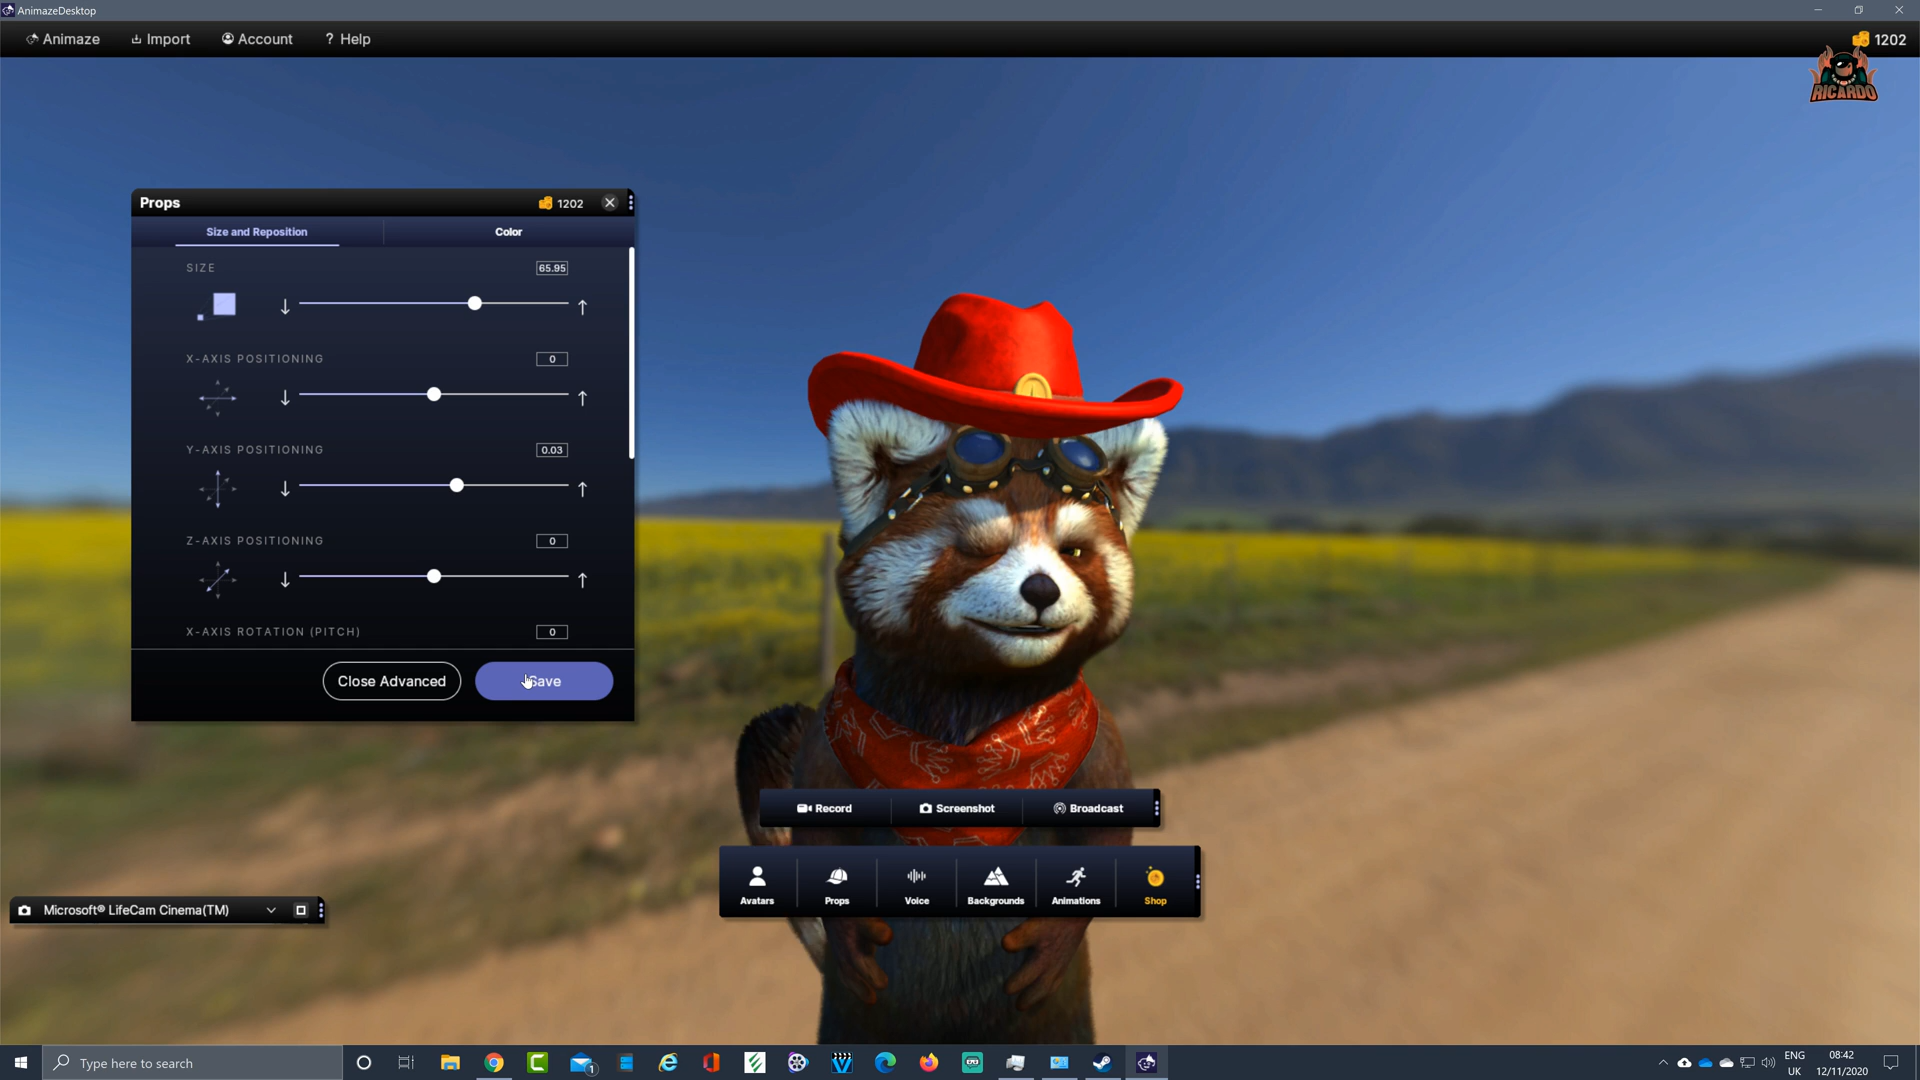 AnimazeDesktop
Animaze Import Account ? Help 1202
RICARDO
Props 1202
Size and Reposition Color
SIZE 65.95
X-AXIS POSITIONING 0
Y-AXIS POSITIONING 0.03
Z-AXIS POSITIONING 0
X-AXIS ROTATION (PITCH) 0
Close Advanced Save
Record Screenshot Broadcast
Avatars Props Voice Backgrounds Animations Shop
Microsoft® LifeCam Cinema(TM)
Type here to search
1
ENG
UK
08:42
12/11/2020